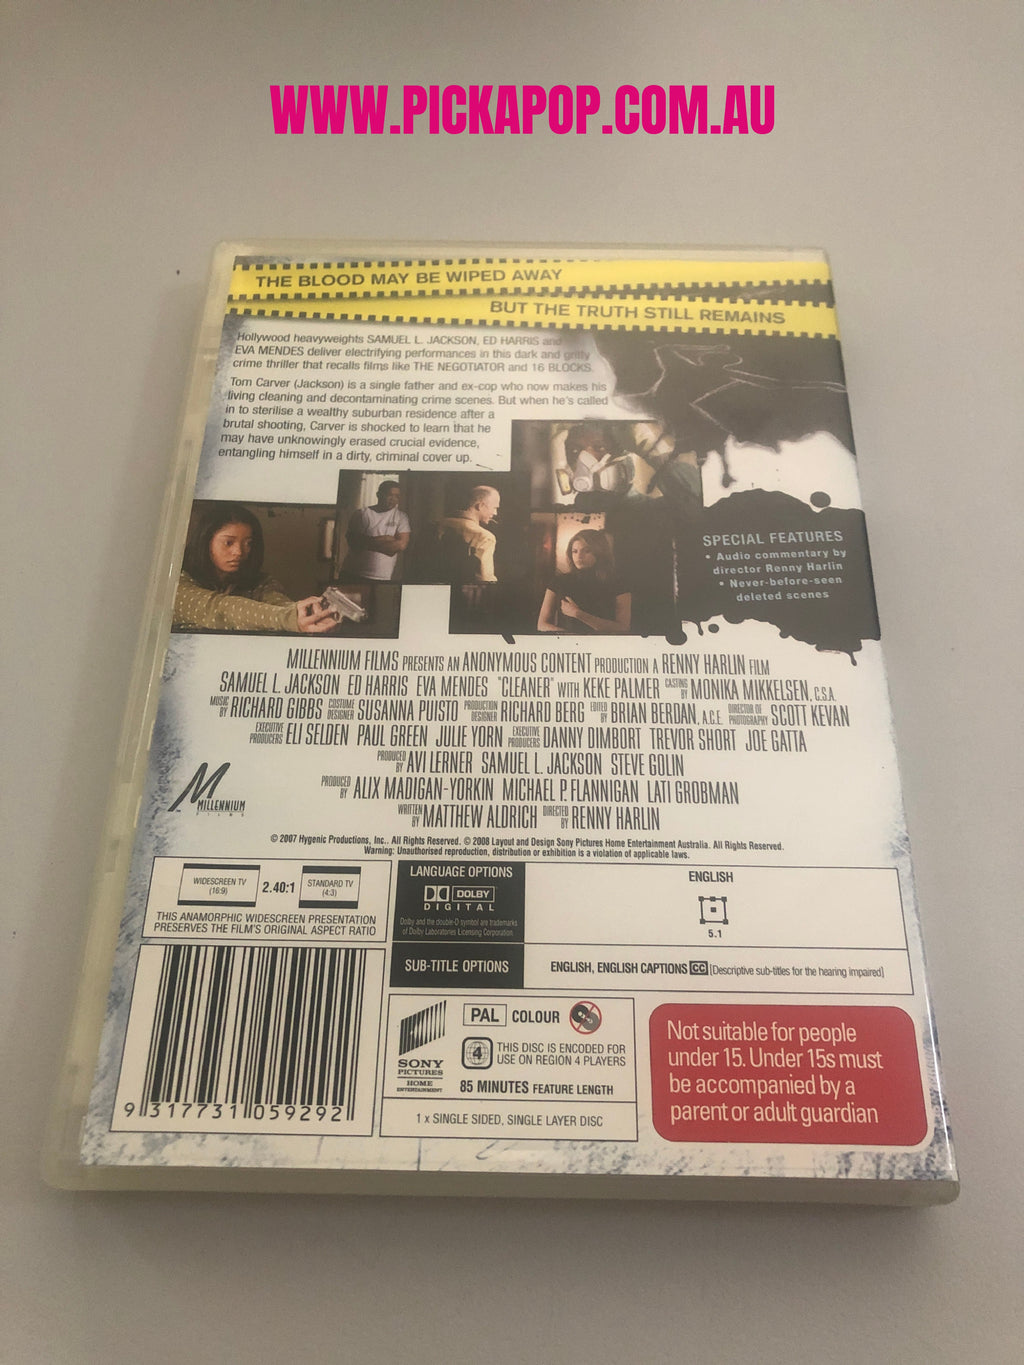 WWW.PICKAPOP.COM.AU
THE BLOOD MAY BE WIPED AWAY
BUT THE TRUTH STILL REMAINS
Hollywood heavyweights SAMUEL L. JACKSON, ED HARRIS and
EVA MENDES deliver electrifying performances in this dark and gritty
crime thriller that recalls films like THE NEGOTIATOR and 16 BLOCKS.
Tom Carver (Jackson) is a single father and ex-cop who now makes his
living cleaning and decontaminating crime scenes. But when he's called
in to sterilise a wealthy suburban residence after a
brutal shooting, Carver is shocked to learn that he
may have unknowingly erased crucial evidence,
entangling himself in a dirty, criminal cover up.
SPECIAL FEATURES
• Audio commentary by
director Renny Harlin
• Never-before-seen
deleted scenes
MILLENNIUM FILMS PRESENTS AN ANONYMOUS CONTENT PRODUCTION A RENNY HARLIN FILM
SAMUEL L. JACKSON ED HARRIS EVA MENDES "CLEANER" WITH KEKE PALMER CASTING BY MONIKA MIKKELSEN, C.S.A.
MUSIC BY RICHARD GIBBS COSTUME DESIGNER SUSANNA PUISTO PRODUCTION DESIGNER RICHARD BERG EDITED BY BRIAN BERDAN, A.C.E. DIRECTOR OF PHOTOGRAPHY SCOTT KEVAN
EXECUTIVE PRODUCERS ELI SELDEN PAUL GREEN JULIE YORN EXECUTIVE PRODUCERS DANNY DIMBORT TREVOR SHORT JOE GATTA
PRODUCED BY AVI LERNER SAMUEL L. JACKSON STEVE GOLIN
PRODUCED BY ALIX MADIGAN-YORKIN MICHAEL P. FLANNIGAN LATI GROBMAN
WRITTEN BY MATTHEW ALDRICH DIRECTED BY RENNY HARLIN
M
MILLENNIUM
FILMS
© 2007 Hygenic Productions, Inc.. All Rights Reserved. © 2008 Layout and Design Sony Pictures Home Entertainment Australia. All Rights Reserved.
Warning: Unauthorised reproduction, distribution or exhibition is a violation of applicable laws.
WIDESCREEN TV
(16:9)
2.40:1
STANDARD TV
(4:3)
THIS ANAMORPHIC WIDESCREEN PRESENTATION
PRESERVES THE FILM'S ORIGINAL ASPECT RATIO
LANGUAGE OPTIONS
DOLBY
DIGITAL
Dolby and the double-D symbol are trademarks
of Dolby Laboratories Licensing Corporation.
ENGLISH
5.1
SUB-TITLE OPTIONS
ENGLISH, ENGLISH CAPTIONS CC [Descriptive sub-titles for the hearing impaired]
9 317731 059292
SONY
PICTURES
HOME
ENTERTAINMENT
PAL COLOUR
4
THIS DISC IS ENCODED FOR
USE ON REGION 4 PLAYERS
85 MINUTES FEATURE LENGTH
1 x SINGLE SIDED, SINGLE LAYER DISC
Not suitable for people
under 15. Under 15s must
be accompanied by a
parent or adult guardian